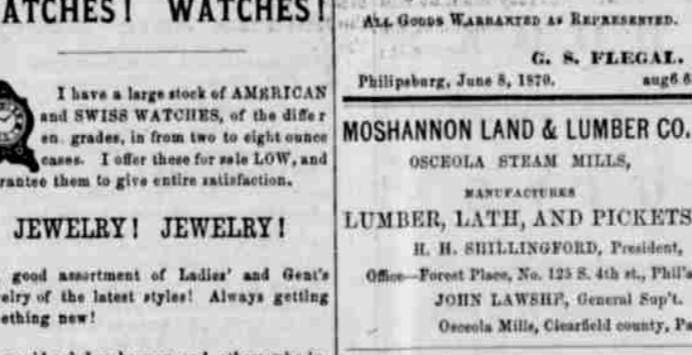 ATCHES! WATCHES!
I have a large stock of AMERICAN
and SWISS WATCHES, of the differ
en grades, in from two to eight ounce
cases. I offer these for sale LOW, and
rantee them to give entire satisfaction.
JEWELRY! JEWELRY!
good assortment of Ladies' and Gent's
elry of the latest styles! Always getting
ething new!
ALL GOODS WARRANTED AS REPRESENTED.
G. S. FLEGAL.
Philipsburg, June 8, 1870. aug6.6
MOSHANNON LAND & LUMBER CO.
OSCEOLA STEAM MILLS,
MANUFACTURES
LUMBER, LATH, AND PICKETS
H. H. SHILLINGFORD, President,
Office—Forest Place, No. 125 S. 4th st., Phil'a
JOHN LAWSHE, General Sup't.
Osceola Mills, Clearfield county, Pa